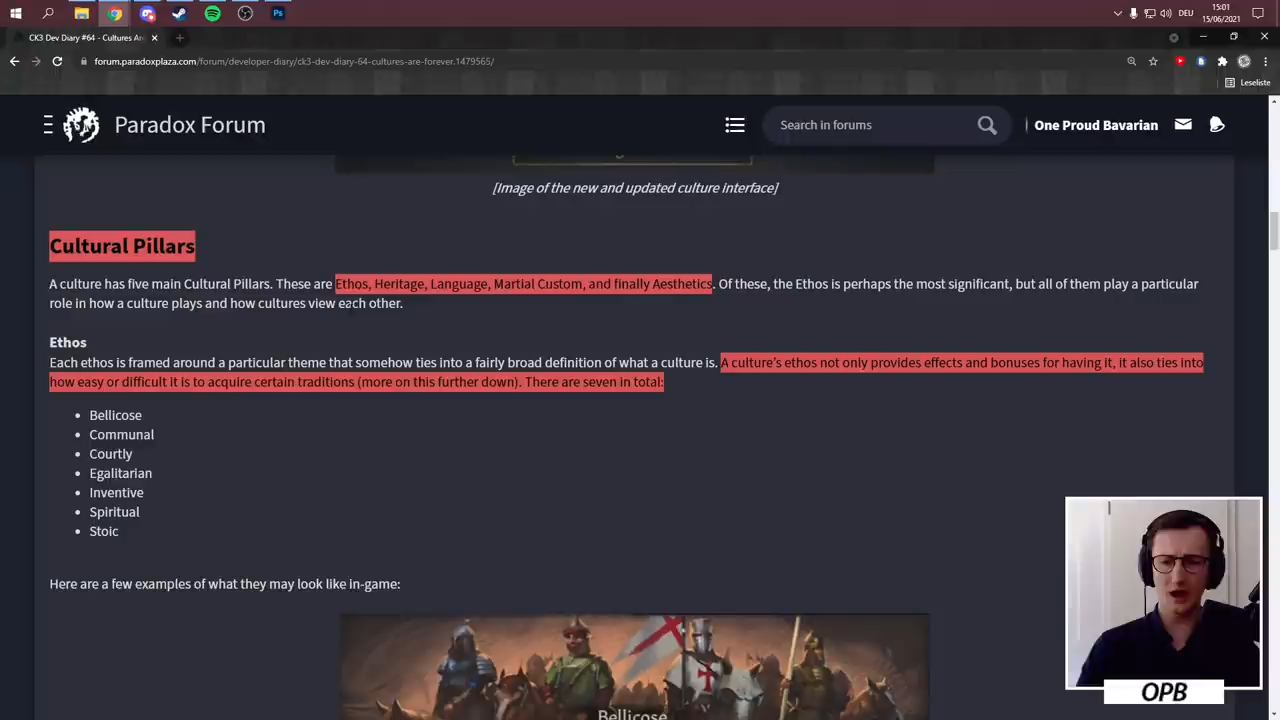 15:01
DEU
15/06/2021
CK3 Dev Diary #64 - Cultures Are
forum.paradoxplaza.com/forum/developer-diary/ck3-dev-diary-64-cultures-are-forever.1479565/
Leseliste
Paradox Forum
Search in forums
One Proud Bavarian
[Image of the new and updated culture interface]
Cultural Pillars
A culture has five main Cultural Pillars. These are Ethos, Heritage, Language, Martial Custom, and finally Aesthetics. Of these, the Ethos is perhaps the most significant, but all of them play a particular
role in how a culture plays and how cultures view each other.
Ethos
Each ethos is framed around a particular theme that somehow ties into a fairly broad definition of what a culture is. A culture's ethos not only provides effects and bonuses for having it, it also ties into
how easy or difficult it is to acquire certain traditions (more on this further down). There are seven in total:
• Bellicose
• Communal
• Courtly
• Egalitarian
• Inventive
• Spiritual
• Stoic
Here are a few examples of what they may look like in-game:
Bellicose
OPB